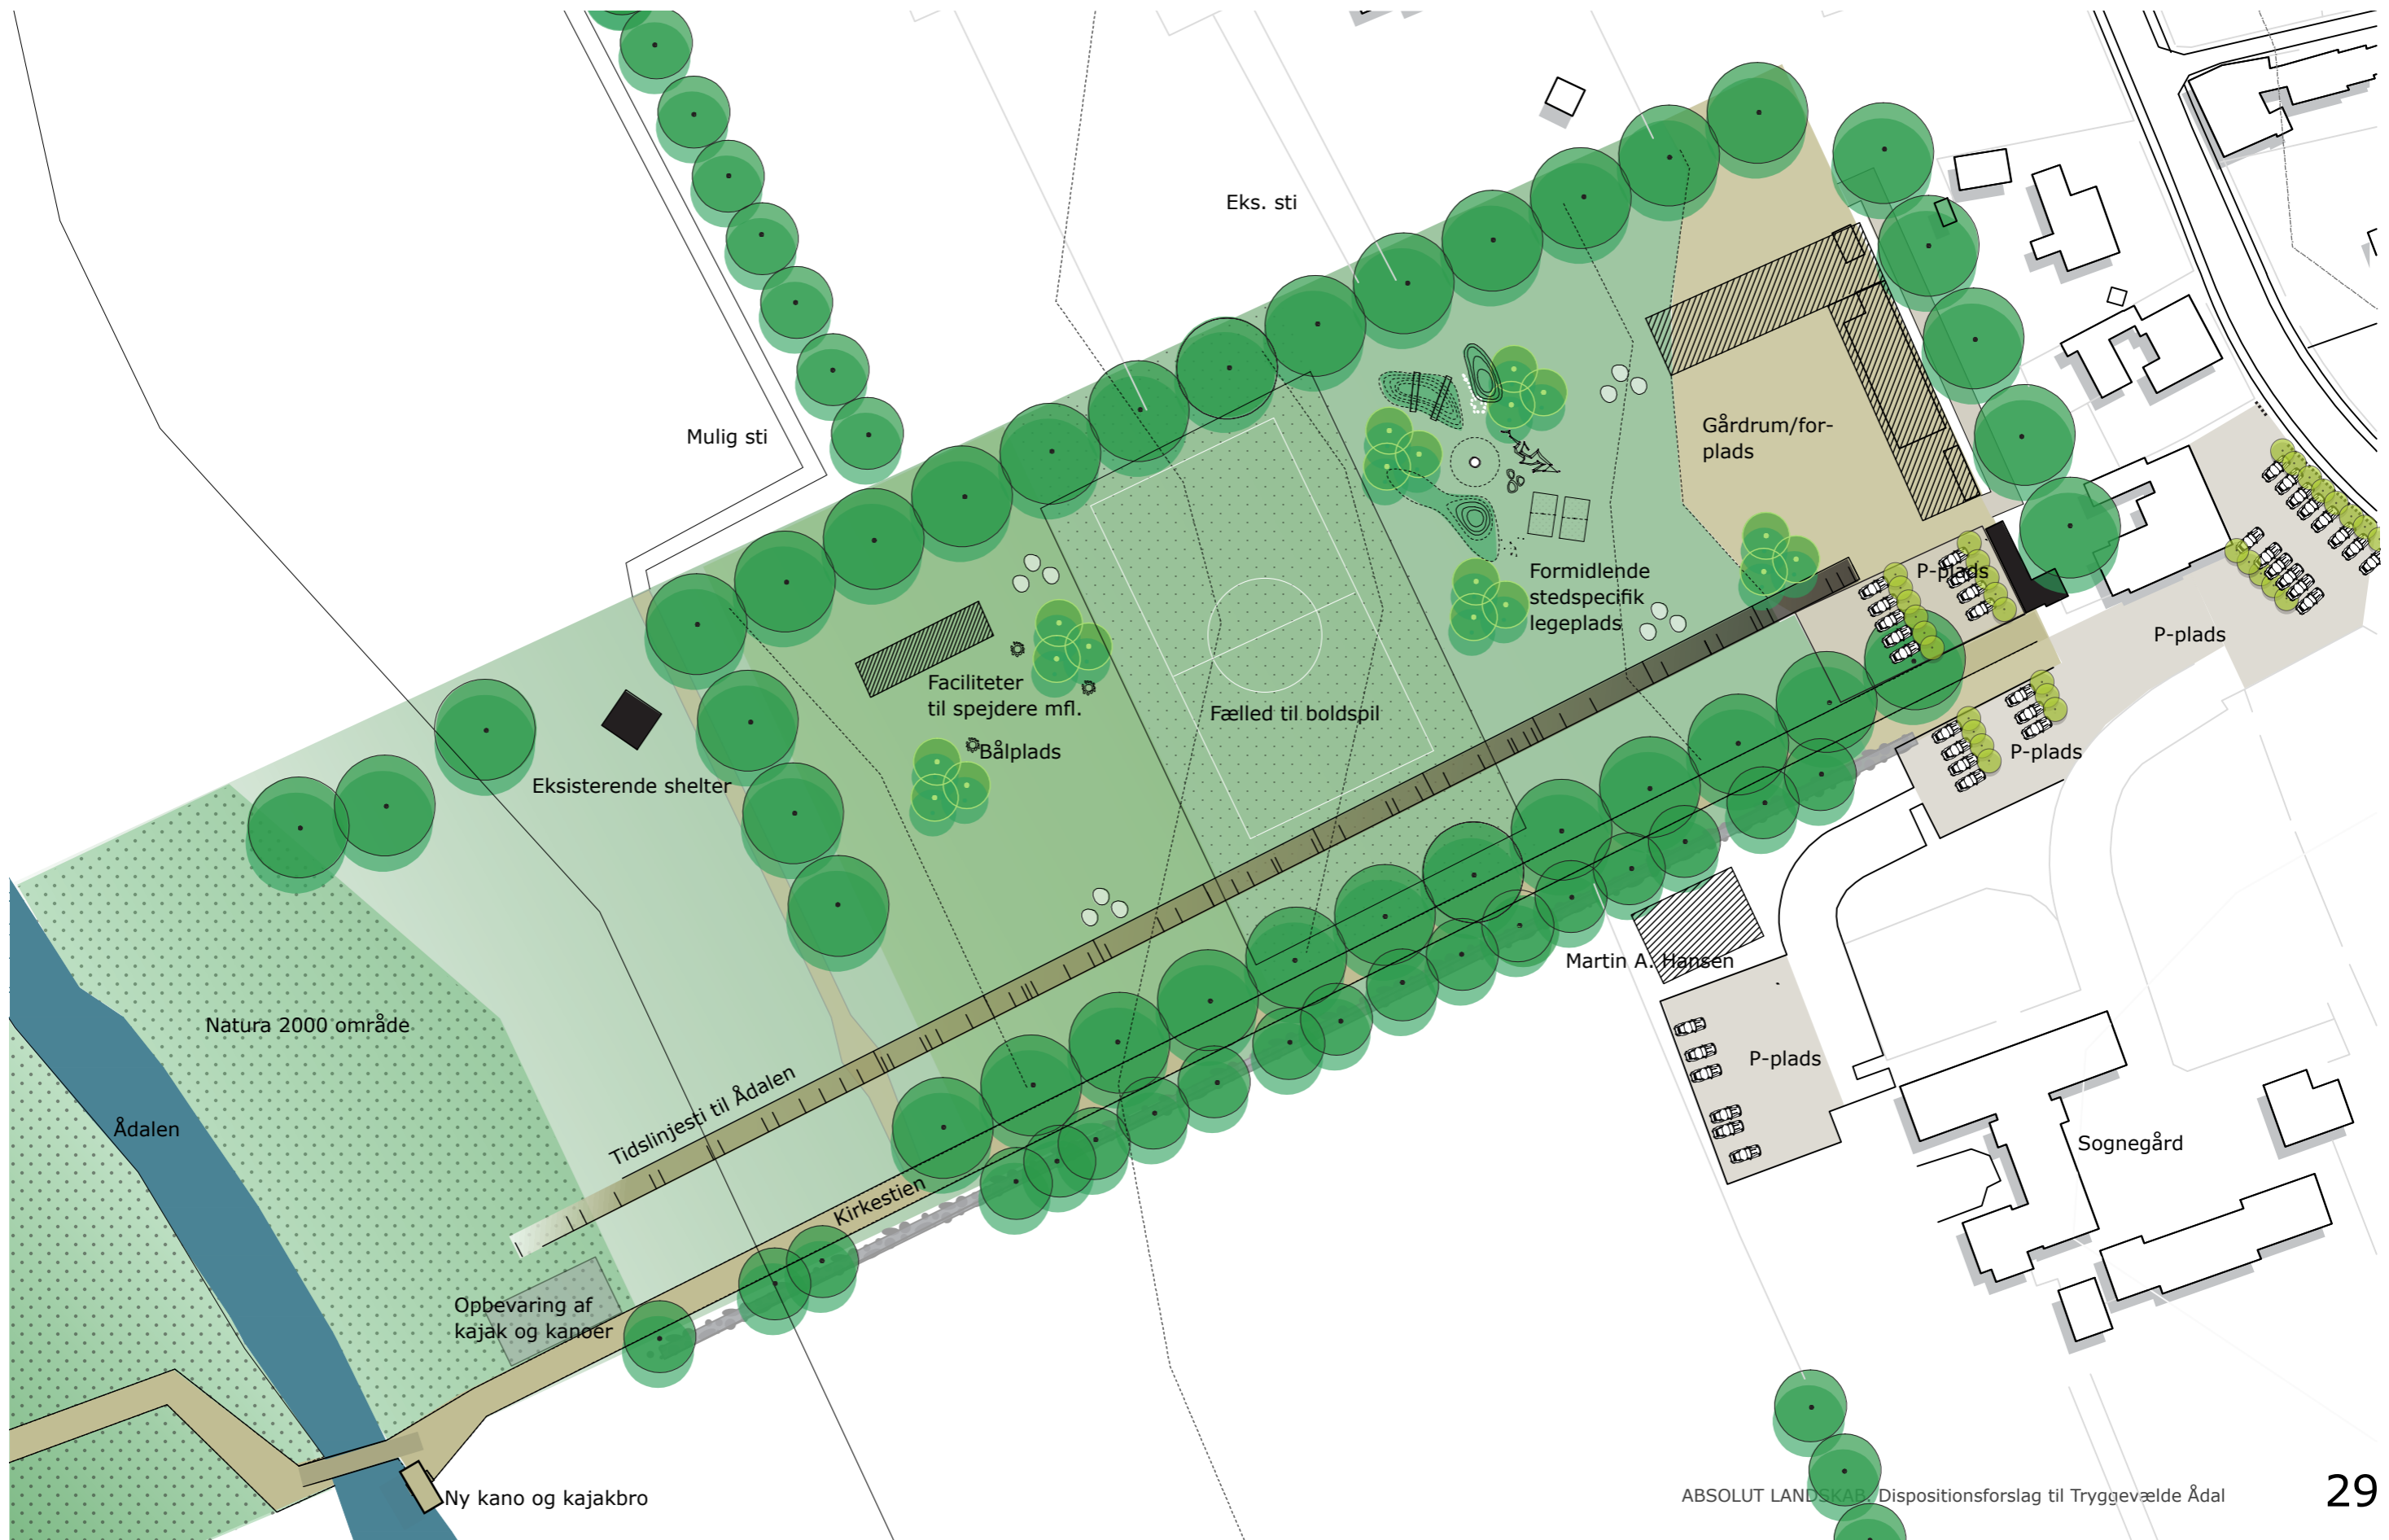 Eks. sti
Mulig sti
Gårdrum/for-
plads
P-plads
Formidlende
stedspecifik
legeplads
P-plads
Faciliteter
til spejdere mfl.
Fælled til boldspil
Bålplads
P-plads
Eksisterende shelter
Martin A. Hansen
Natura 2000 område
P-plads
Tidslinjesti til Ådalen
Ådalen
Sognegård
Kirkestien
Opbevaring af
kajak og kanoer
Ny kano og kajakbro
ABSOLUT LANDSKAB. Dispositionsforslag til Tryggevælde Ådal
29